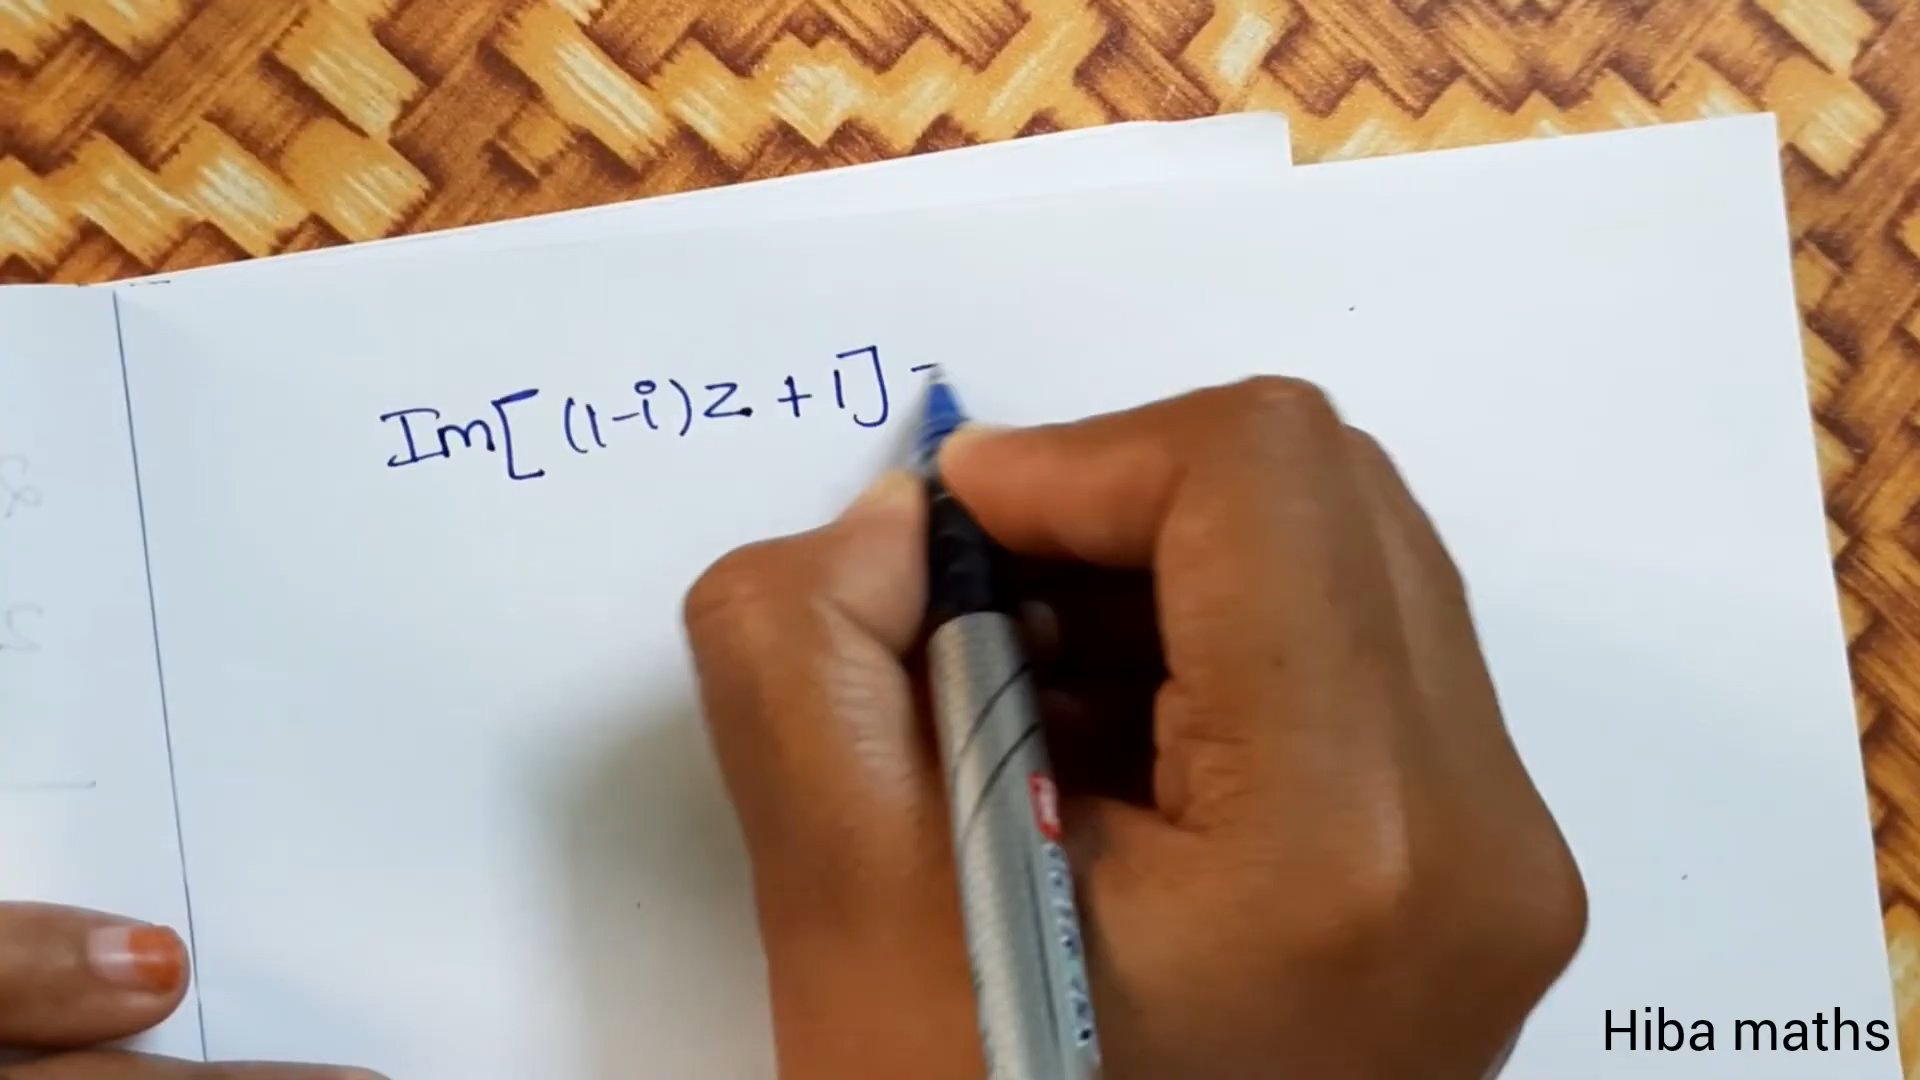 Im[(1-i)z+1] =
Hiba maths